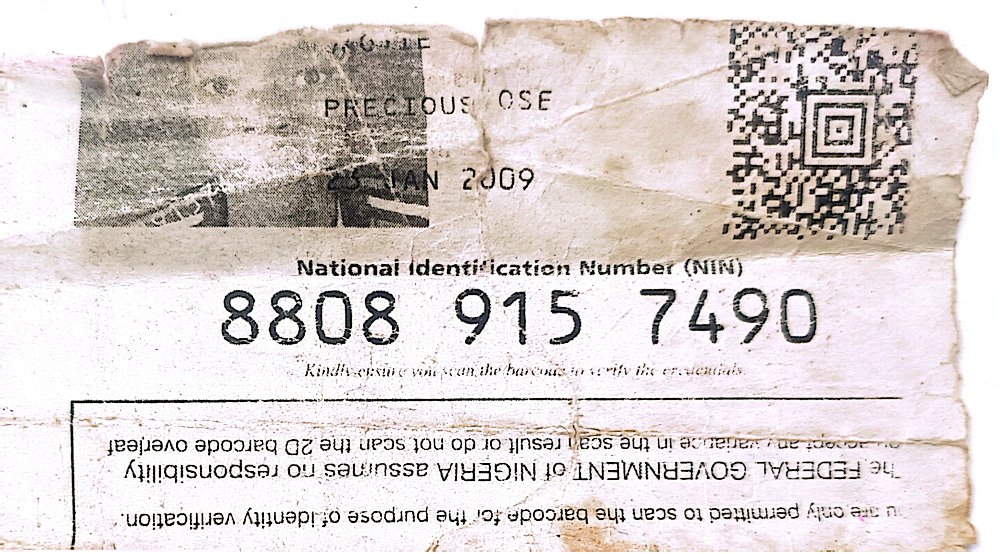 PRECIOUS OSE
23 JAN 2009
National Identification Number (NIN)
8808 915 7490
Kindly ensure you scan the barcode to verify the credentials.
You are only permitted to scan the barcode for the purpose of identity verification.
The FEDERAL GOVERNMENT of NIGERIA assumes no responsibility
you accept any variance in the scan result or do not scan the 2D barcode overleaf